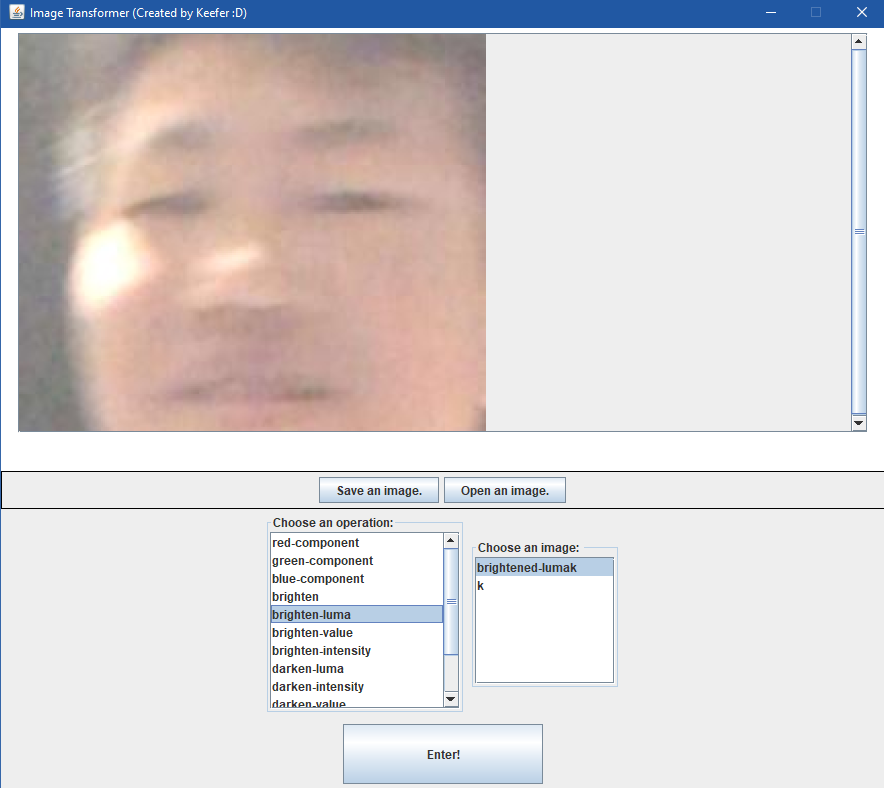 Image Transformer (Created by Keefer :D)
Save an image.
Open an image.
Choose an operation:
red-component
green-component
blue-component
brighten
brighten-luma
brighten-value
brighten-intensity
darken-luma
darken-intensity
darken-value
Choose an image:
brightened-lumak
k
Enter!